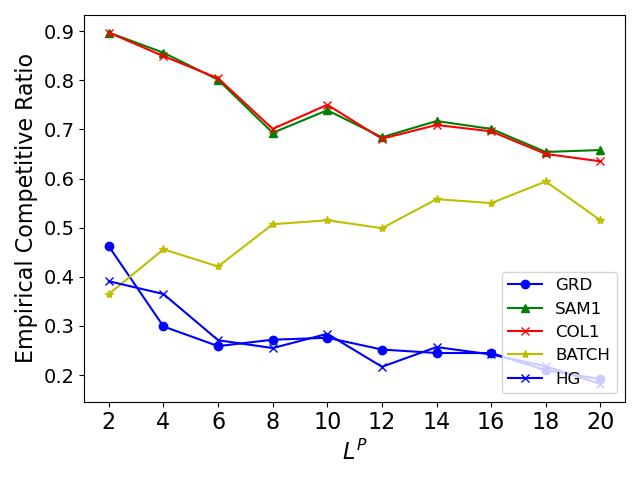 Empirical Competitive Ratio
0.9
0.8
0.7
0.6
0.5
0.4
0.3
0.2
GRD
SAM1
COL1
BATCH
HG
2 4 6 8 10 12 14 16 18 20
L^P